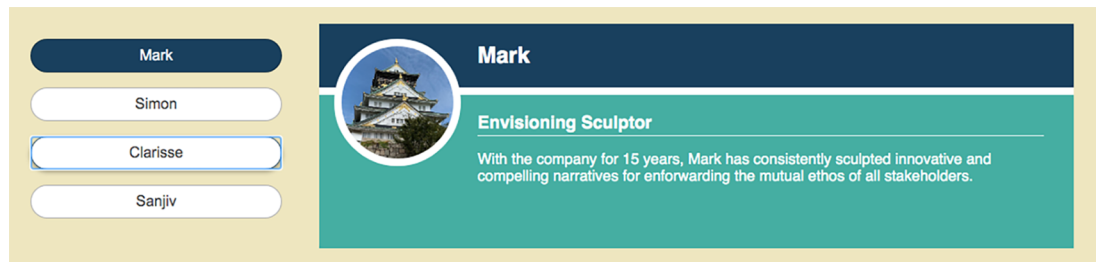 Mark
Simon
Clarisse
Sanjiv
Mark
Envisioning Sculptor
With the company for 15 years, Mark has consistently sculpted innovative and
compelling narratives for enforwarding the mutual ethos of all stakeholders.